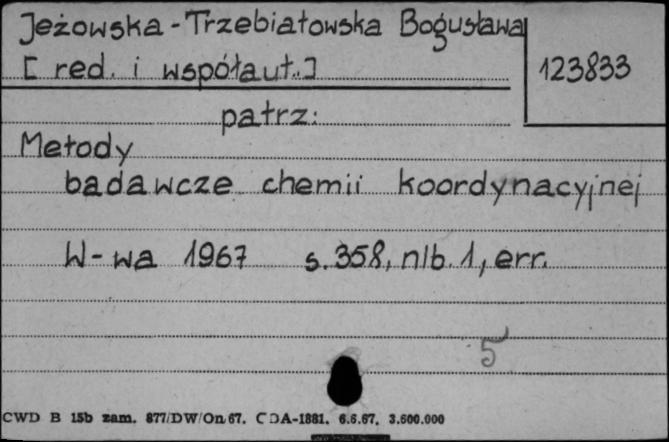 Jeżowska-Trzebiatowska Bogusława
[ red. i współaut..]
123833
patrz:
Metody
badawcze chemii koordynacyjnej
W-wa 1967 s. 358, nlb. 1, err.
5
CWD B 15b zam. 877/DW/On/67. CDA-1881. 6.6.67. 3.600.000